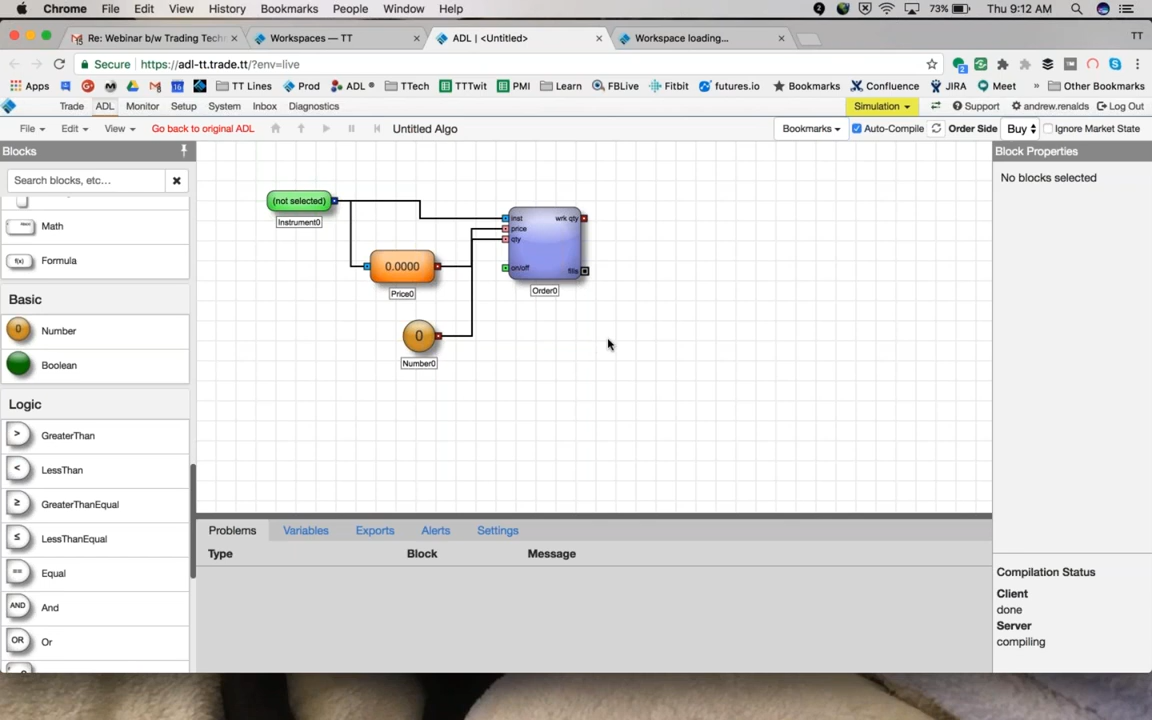 Chrome File Edit View History Bookmarks People Window Help 2 73% Thu 9:12 AM
Re: Webinar b/w Trading Techn Workspaces — TT ADL | <Untitled> Workspace loading... TT
Secure https://adl-tt.trade.tt/?env=live
Apps 16 TT Lines Prod ADL TTech TTTwit PMI Learn FBLive Fitbit futures.io Bookmarks Confluence JIRA Meet » Other Bookmarks
Trade ADL Monitor Setup System Inbox Diagnostics Simulation Support andrew.renalds Log Out
File Edit View Go back to original ADL Untitled Algo Bookmarks Auto-Compile Order Side Buy Ignore Market State
Blocks
Search blocks, etc...
Math
f(x) Formula
Basic
0 Number
Boolean
Logic
> GreaterThan
< LessThan
≥ GreaterThanEqual
≤ LessThanEqual
== Equal
AND And
OR Or
(not selected)
Instrument0
0.0000
Price0
0
Number0
inst wrk qty
price
qty
on/off fills
Order0
Problems Variables Exports Alerts Settings
Type Block Message
Block Properties
No blocks selected
Compilation Status
Client
done
Server
compiling